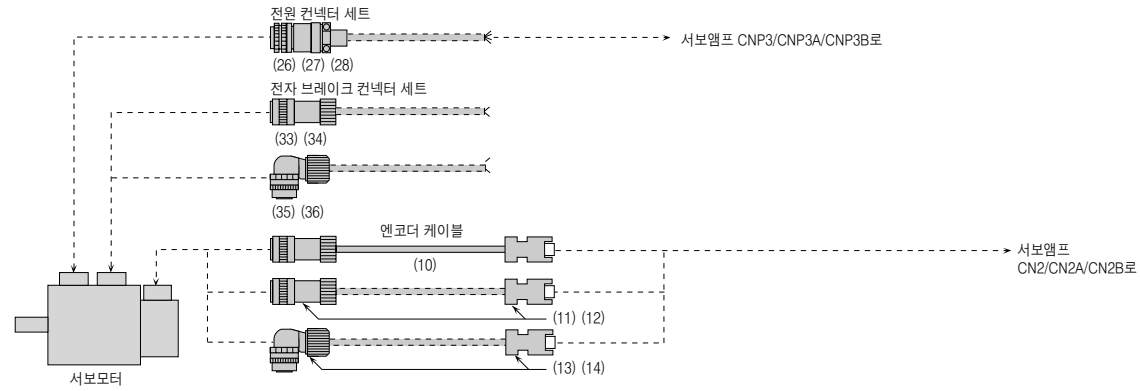 전원 컨넥터 세트
서보앰프 CNP3/CNP3A/CNP3B로
(26) (27) (28)
전자 브레이크 컨넥터 세트
(33) (34)
(35) (36)
엔코더 케이블
(10)
서보앰프
CN2/CN2A/CN2B로
(11) (12)
(13) (14)
서보모터